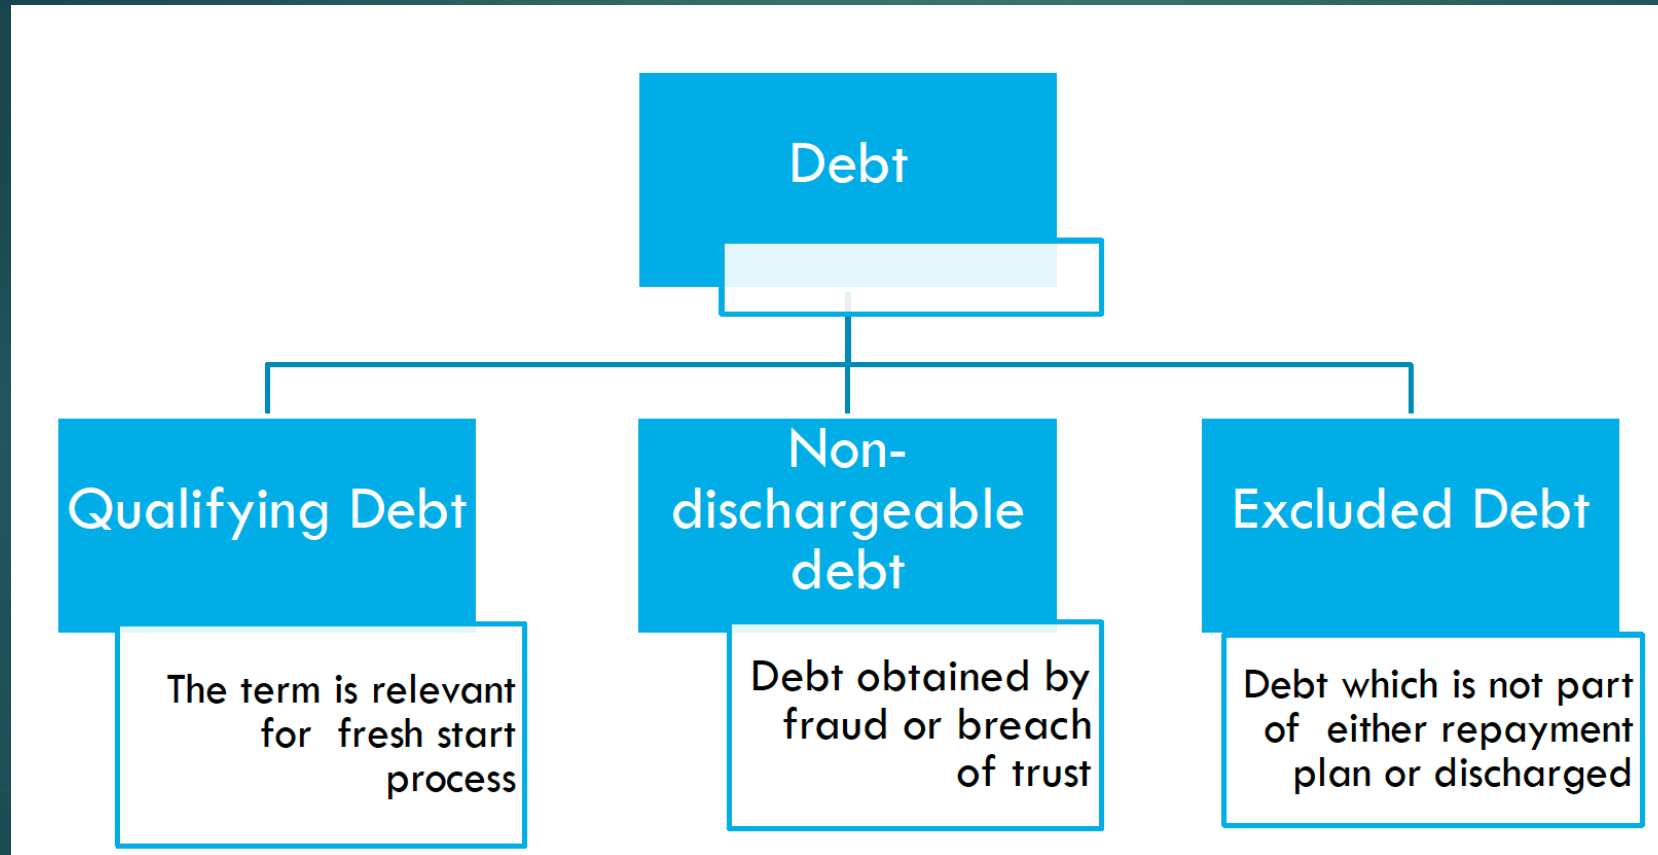 Debt
Qualifying Debt
The term is relevant
for fresh start
process
Non-
dischargeable
debt
Debt obtained by
fraud or breach
of trust
Excluded Debt
Debt which is not part
of either repayment
plan or discharged